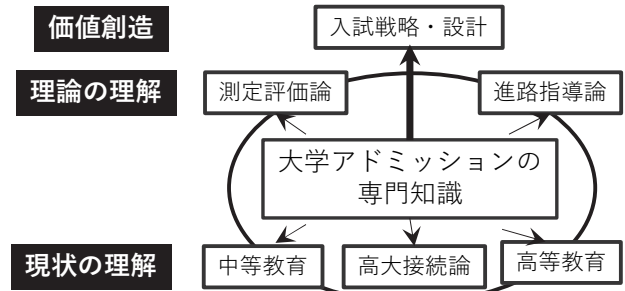 価値創造
入試戦略・設計
理論の理解
測定評価論
進路指導論
大学アドミッションの
専門知識
現状の理解
中等教育
高大接続論
高等教育